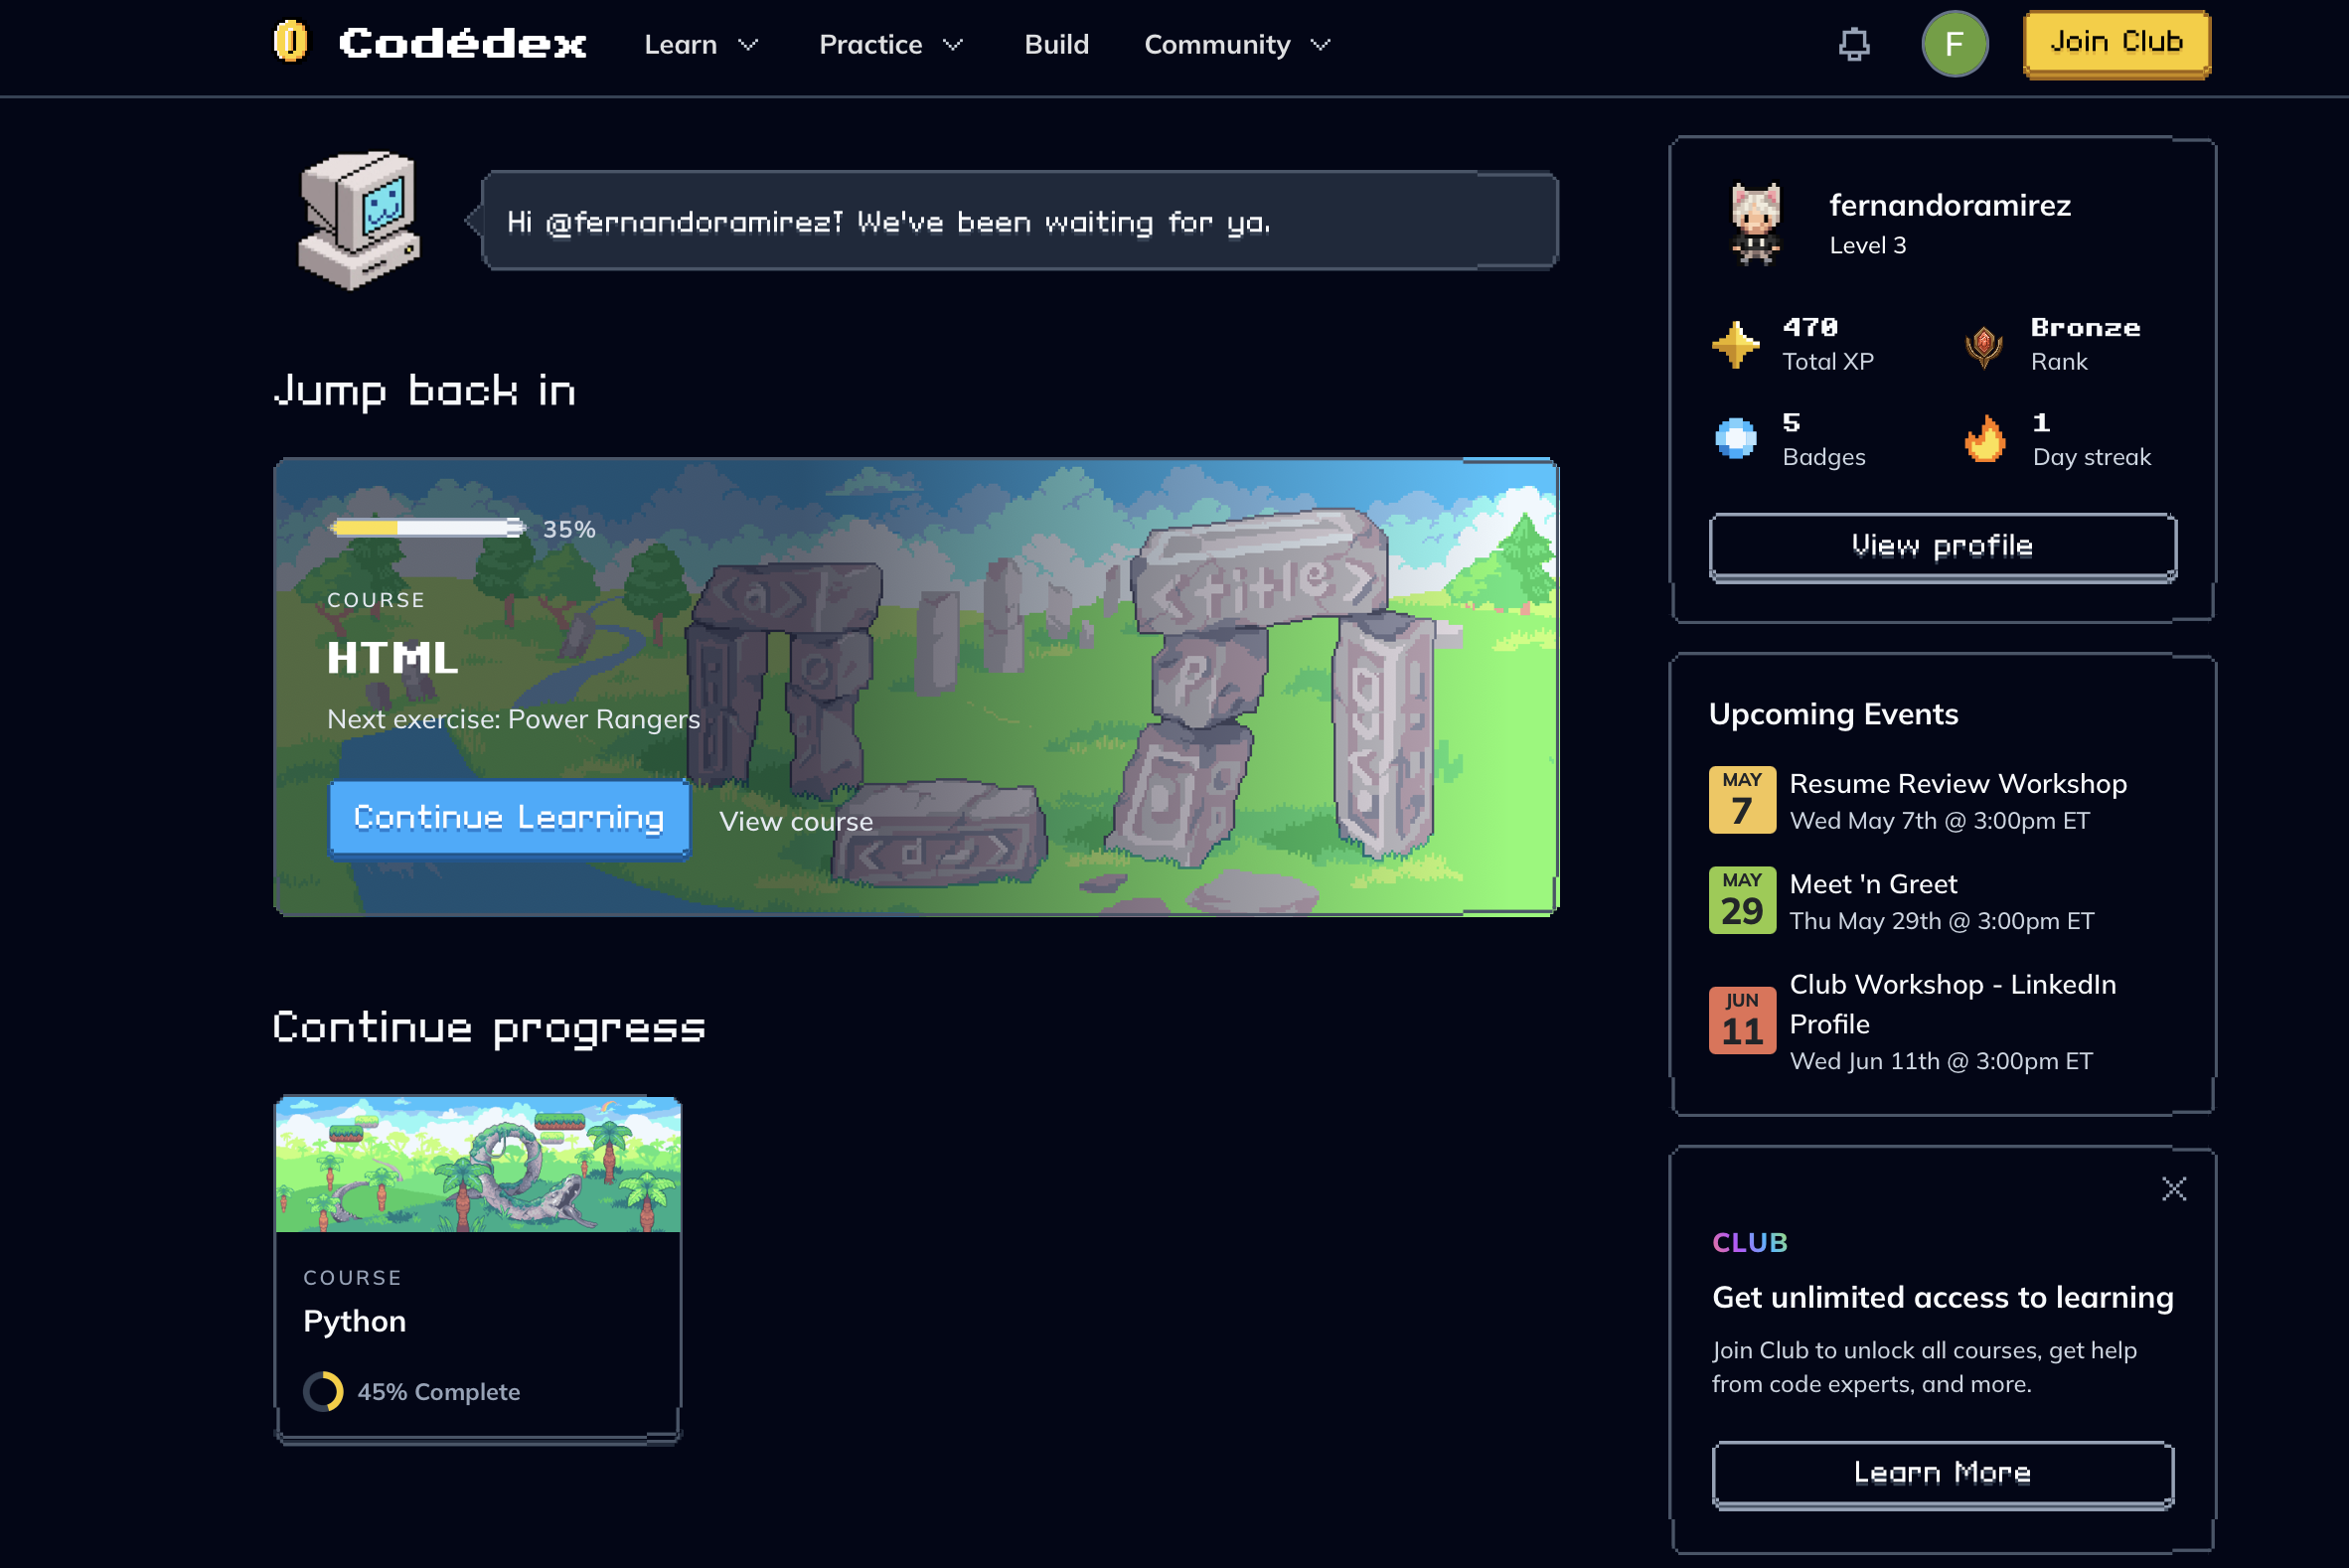 Codédex
Learn
Practice
Build
Community
F
Join Club
Hi @fernandoramirez! We've been waiting for ya.
Jump back in
35%
COURSE
HTML
Next exercise: Power Rangers
Continue Learning
View course
<a>
<title>
p
<d
Continue progress
COURSE
Python
45% Complete
fernandoramirez
Level 3
470
Total XP
Bronze
Rank
5
Badges
1
Day streak
View profile
Upcoming Events
MAY
7
Resume Review Workshop
Wed May 7th @ 3:00pm ET
MAY
29
Meet 'n Greet
Thu May 29th @ 3:00pm ET
JUN
11
Club Workshop - LinkedIn
Profile
Wed Jun 11th @ 3:00pm ET
CLUB
Get unlimited access to learning
Join Club to unlock all courses, get help
from code experts, and more.
Learn More